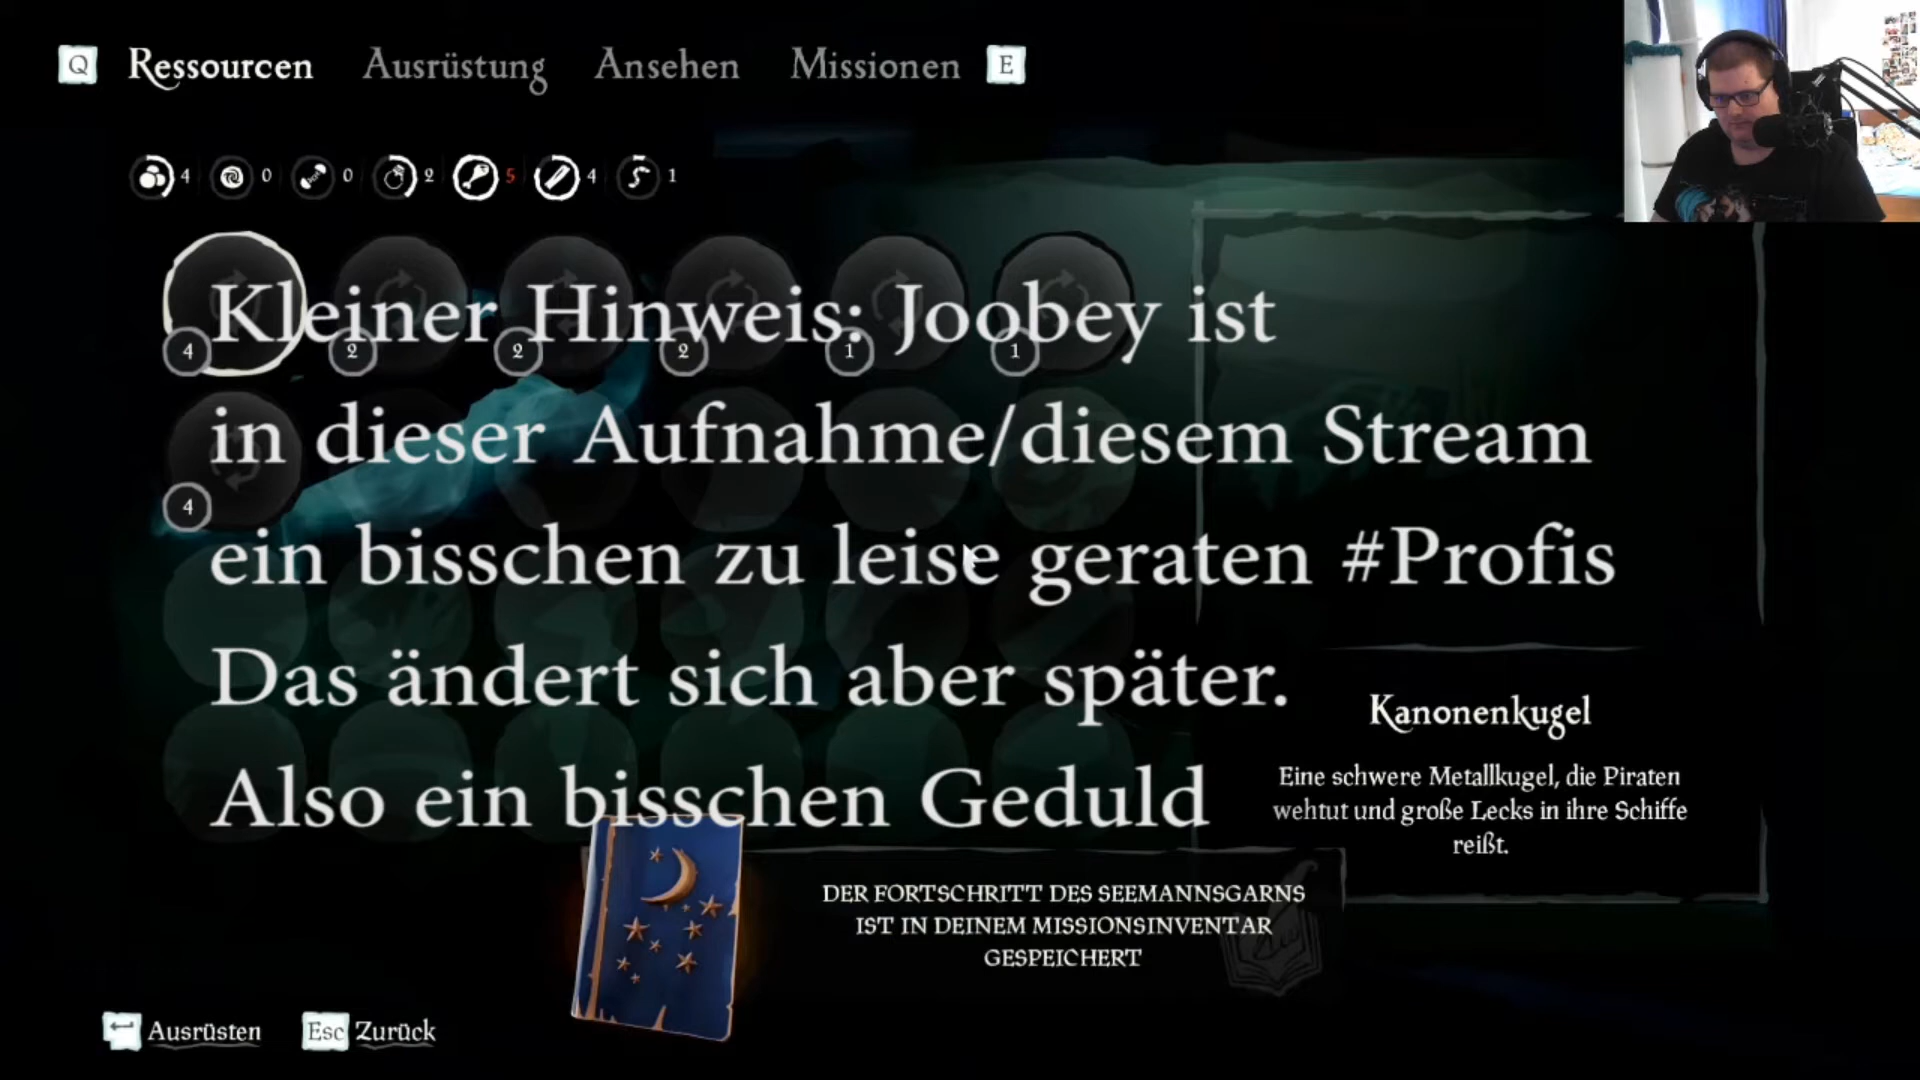 Q Ressourcen Ausrüstung Ansehen Missionen E
4 0 0 2 5 4 1
Kleiner Hinweis: Joobey ist
4 2 2 2 1 1
in dieser Aufnahme/diesem Stream
4
ein bisschen zu leise geraten #Profis
Das ändert sich aber später.
Also ein bisschen Geduld
Kanonenkugel
Eine schwere Metallkugel, die Piraten
wehtut und große Lecks in ihre Schiffe
reißt.
DER FORTSCHRITT DES SEEMANNSGARNS
IST IN DEINEM MISSIONSINVENTAR
GESPEICHERT
Ausrüsten Esc Zurück